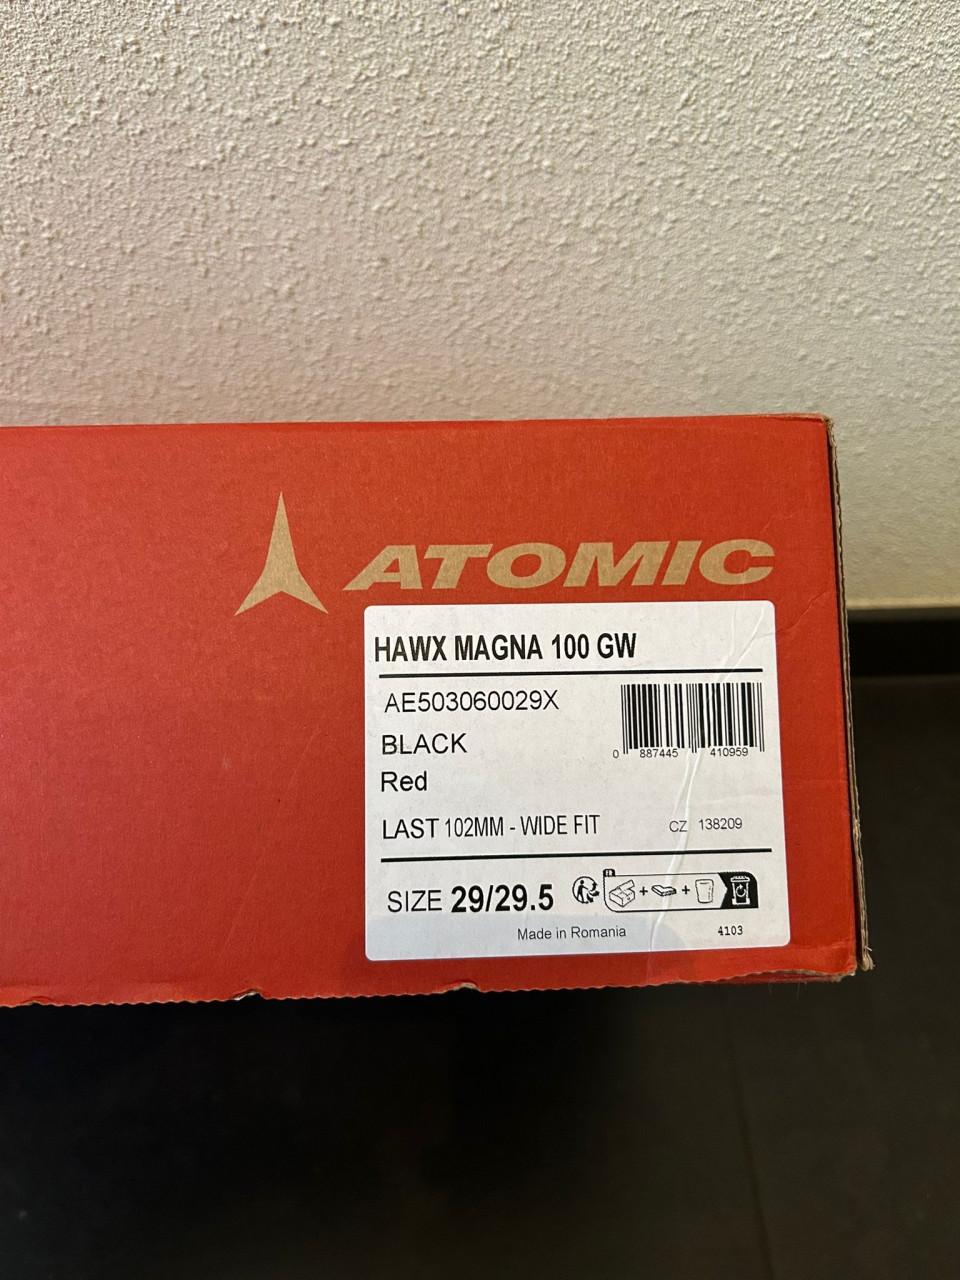 ATOMIC
HAWX MAGNA 100 GW
AE503060029X
BLACK
0 887445 410959
Red
LAST 102MM - WIDE FIT
CZ 138209
SIZE 29/29.5
FR
Made in Romania
4103